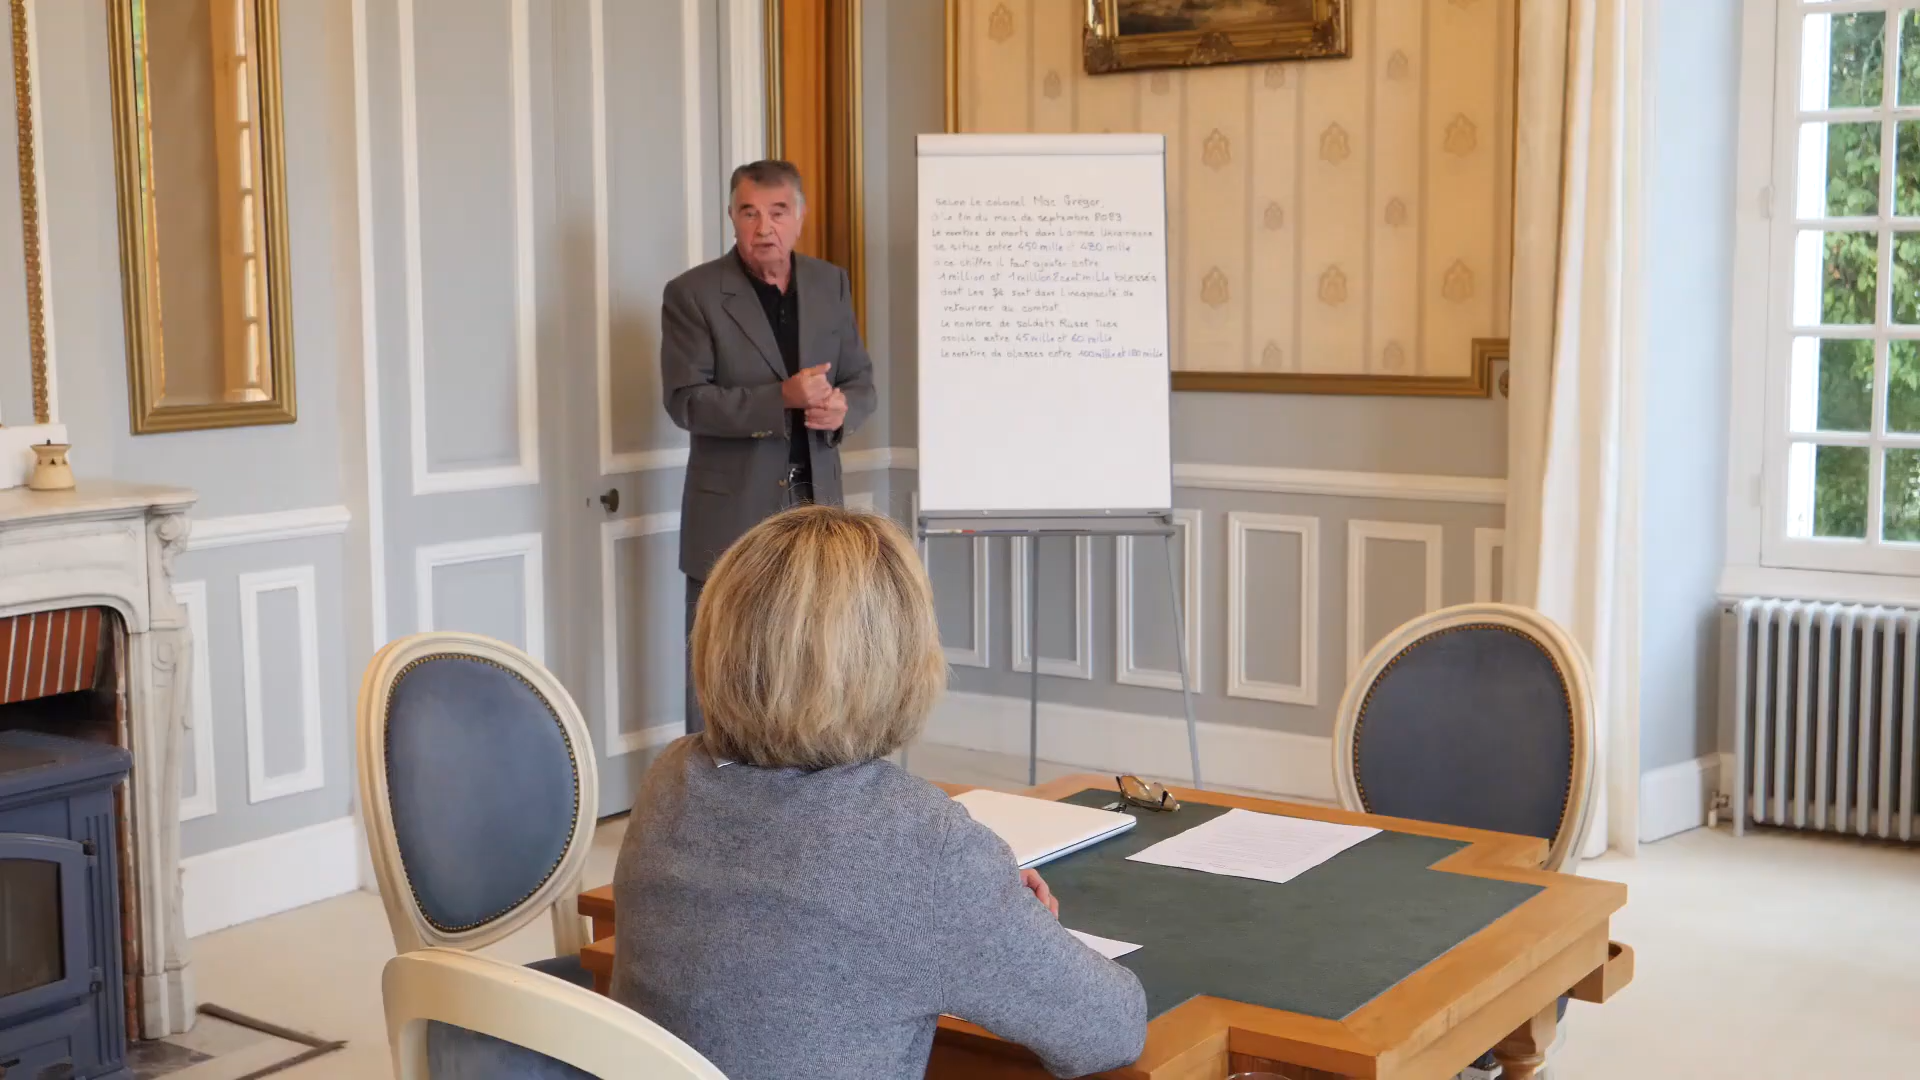 Selon le colonel Mac Gregor,
à la fin du mois de septembre 2023
Le nombre de morts dans L'armée Ukrainienne
se situe entre 450 mille et 480 mille
à ce chiffre il faut ajouter entre
1 million et 1 million 2 cent mille blessés
dont Les 3/4 sont dans L'incapacité de
retourner au combat.
Le nombre de soldats Russe Tués
oscille entre 45 mille et 60 mille
Le nombre de blessés entre 100 mille et 120 mille